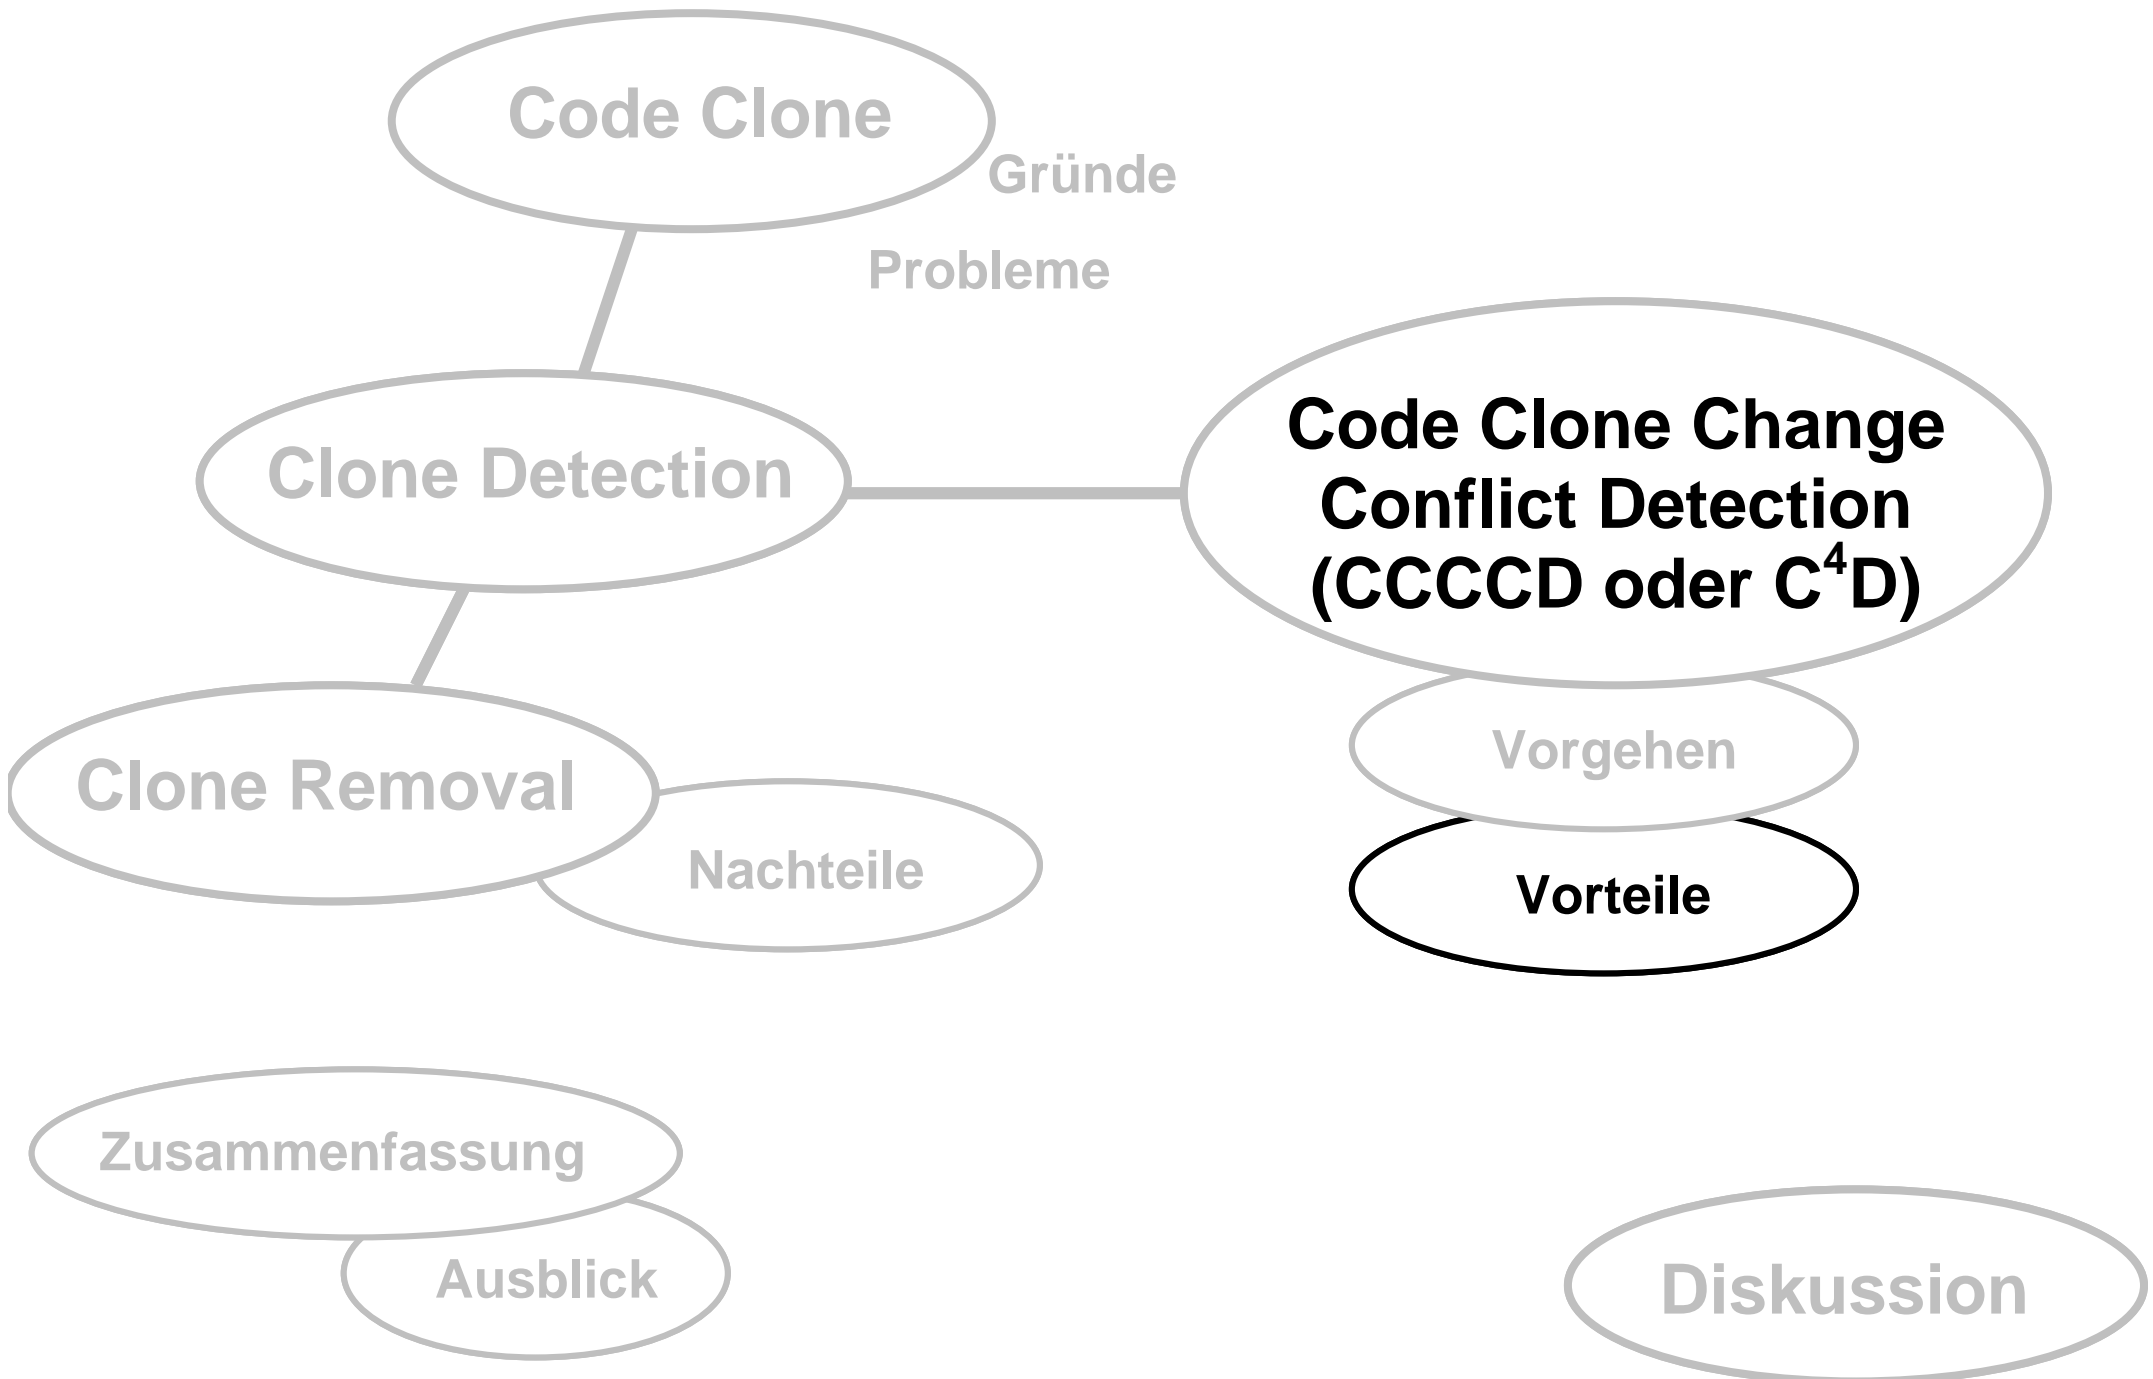 Code Clone
Gründe
Probleme
Code Clone Change
Conflict Detection
(CCCCD oder C⁴D)
Clone Detection
Vorgehen
Clone Removal
Nachteile
Vorteile
Zusammenfassung
Ausblick
Diskussion